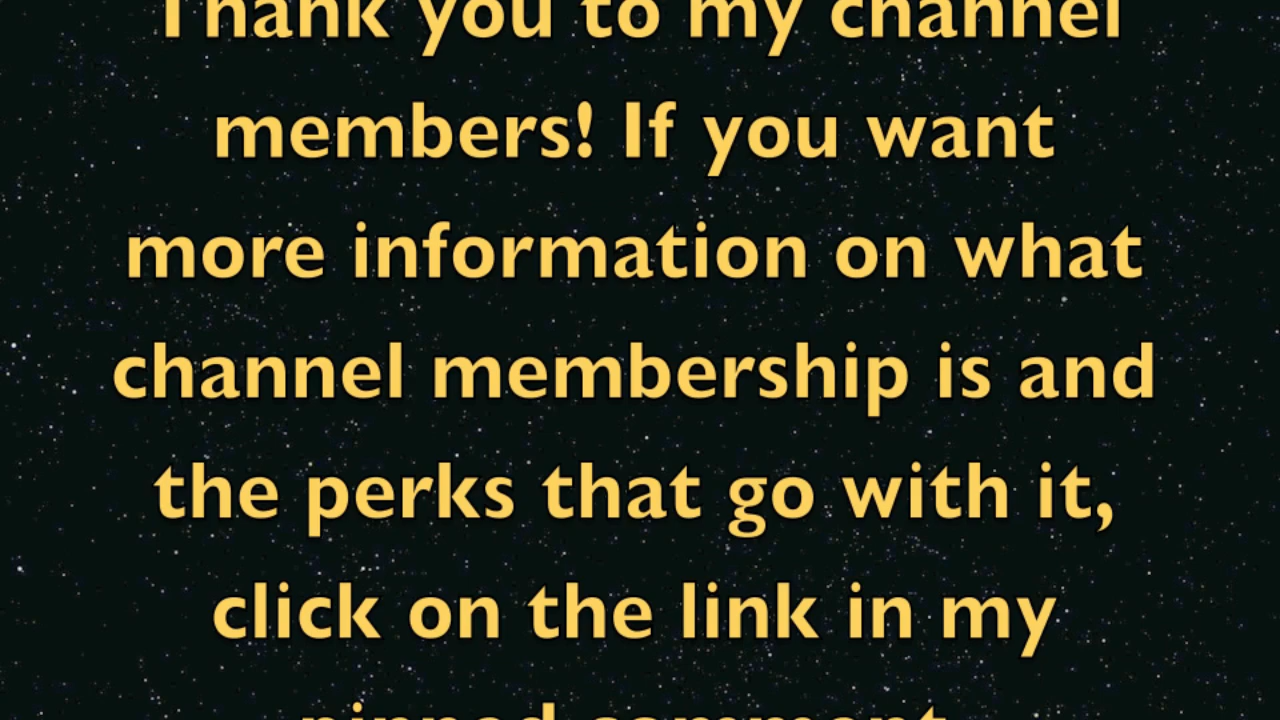 Thank you to my channel
members! If you want
more information on what
channel membership is and
the perks that go with it,
click on the link in my
pinned comment